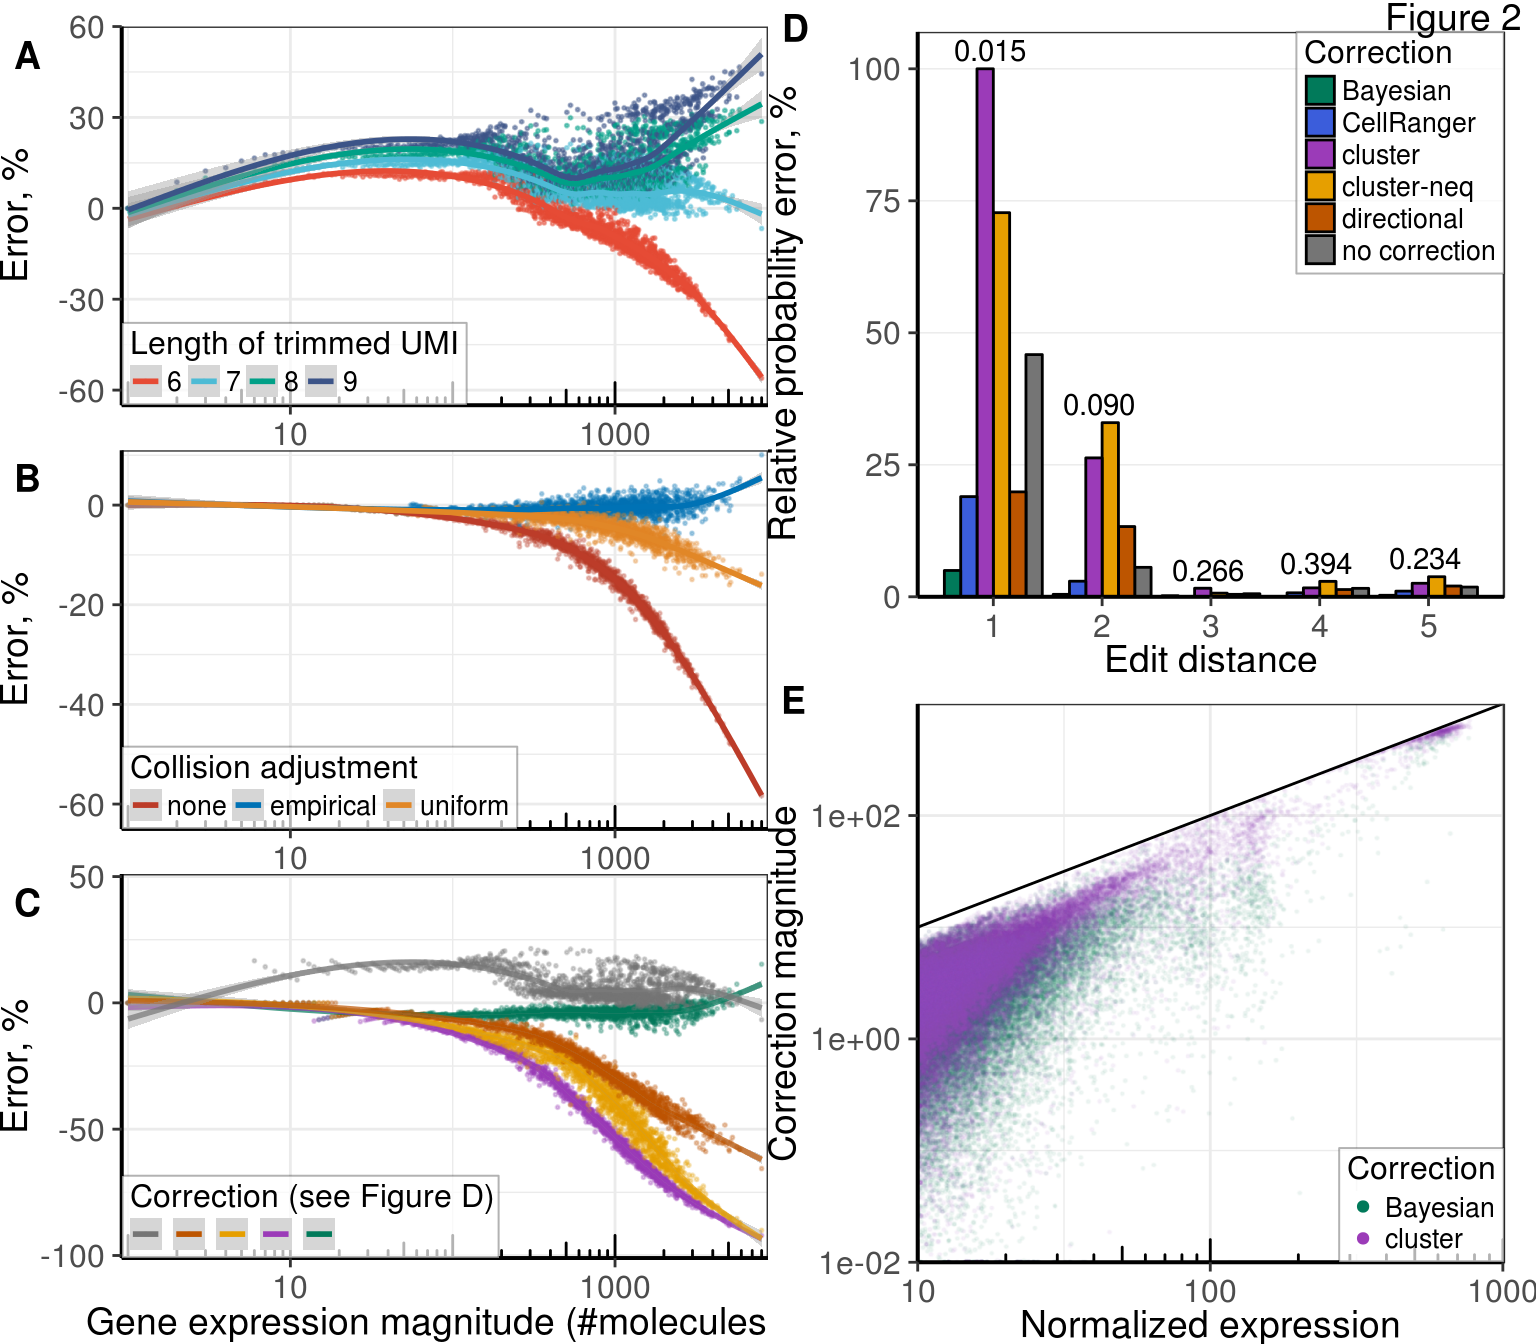 Figure 2
A
Error, %
60
30
0
-30
-60
Length of trimmed UMI
6 7 8 9
10 1000
B
Error, %
0
-20
-40
-60
Collision adjustment
none empirical uniform
10 1000
C
Error, %
50
0
-50
-100
Correction (see Figure D)
10 1000
Gene expression magnitude (#molecules
D
Relative probability error, %
100
75
50
25
0
0.015
0.090
0.266
0.394
0.234
Correction
Bayesian
CellRanger
cluster
cluster-neq
directional
no correction
1 2 3 4 5
Edit distance
E
Correction magnitude
1e+02
1e+00
1e-02
Correction
Bayesian
cluster
10 100 1000
Normalized expression